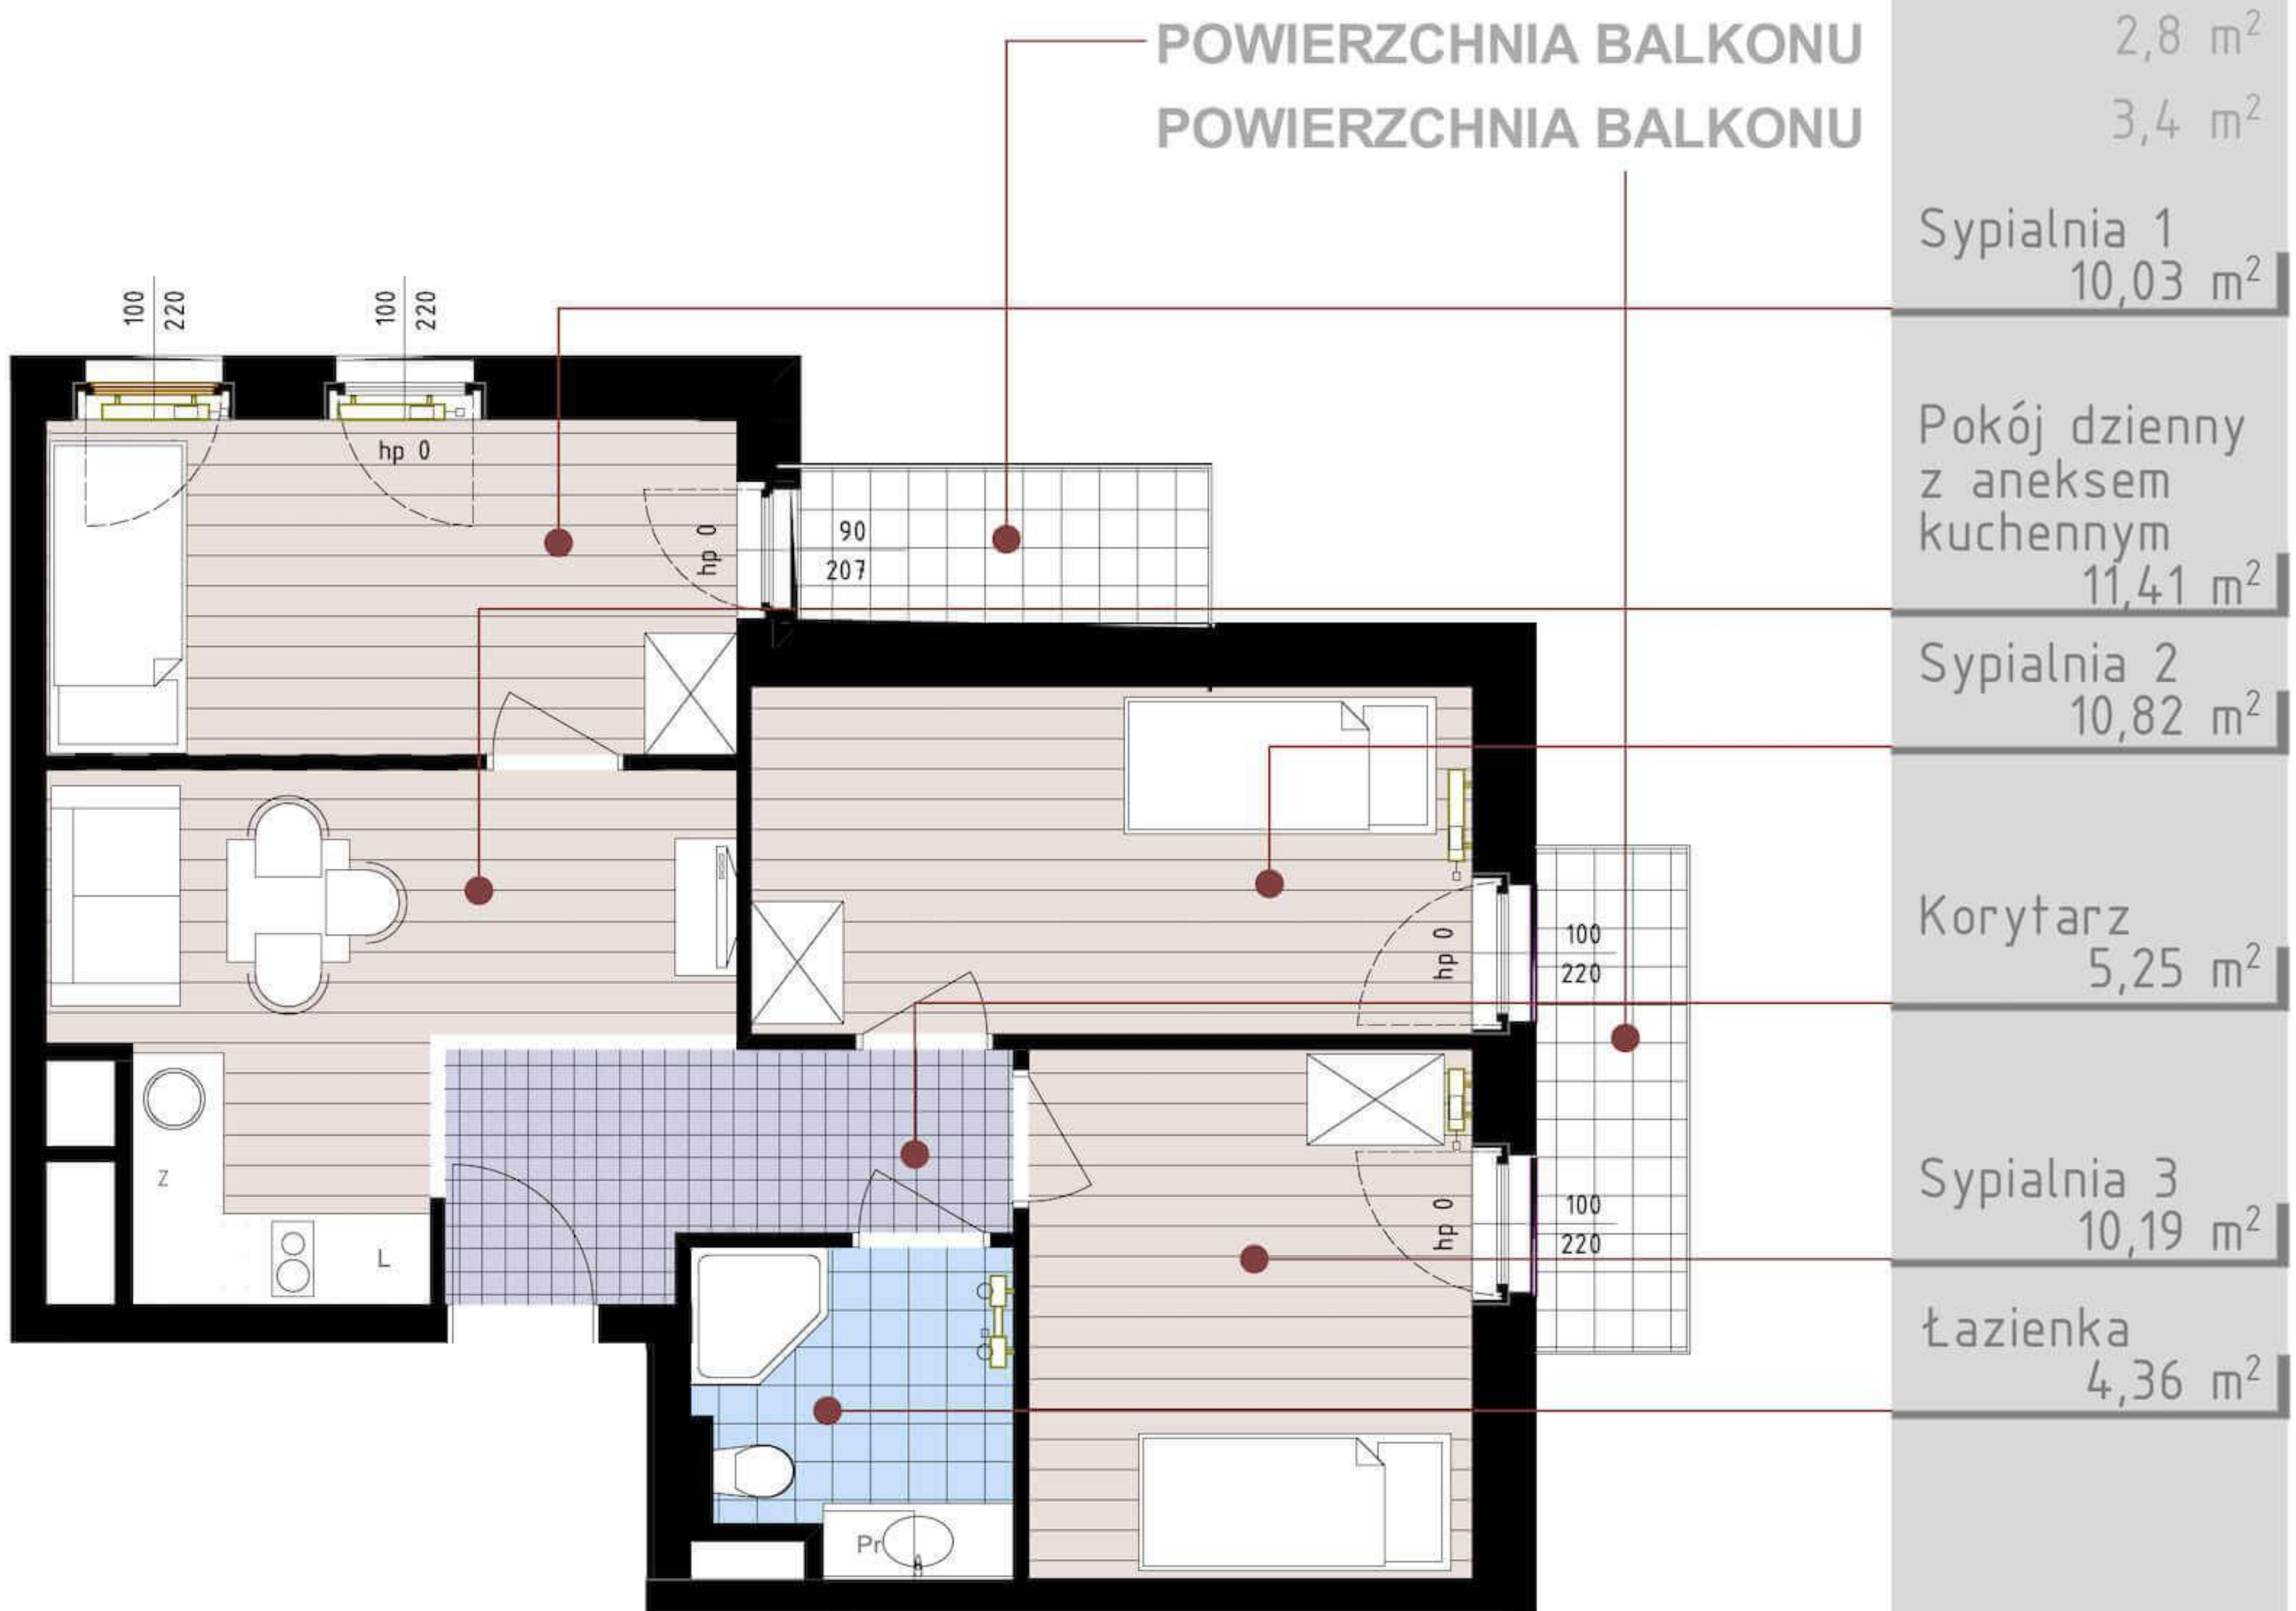 POWIERZCHNIA BALKONU 2,8 m²
POWIERZCHNIA BALKONU 3,4 m²
Sypialnia 1
10,03 m²
100
220
100
220
Pokój dzienny
z aneksem
kuchennym
11,41 m²
hp 0
hp 0
90
207
Sypialnia 2
10,82 m²
Korytarz
5,25 m²
hp 0
100
220
Z
L
Sypialnia 3
10,19 m²
hp 0
100
220
Łazienka
4,36 m²
Pr